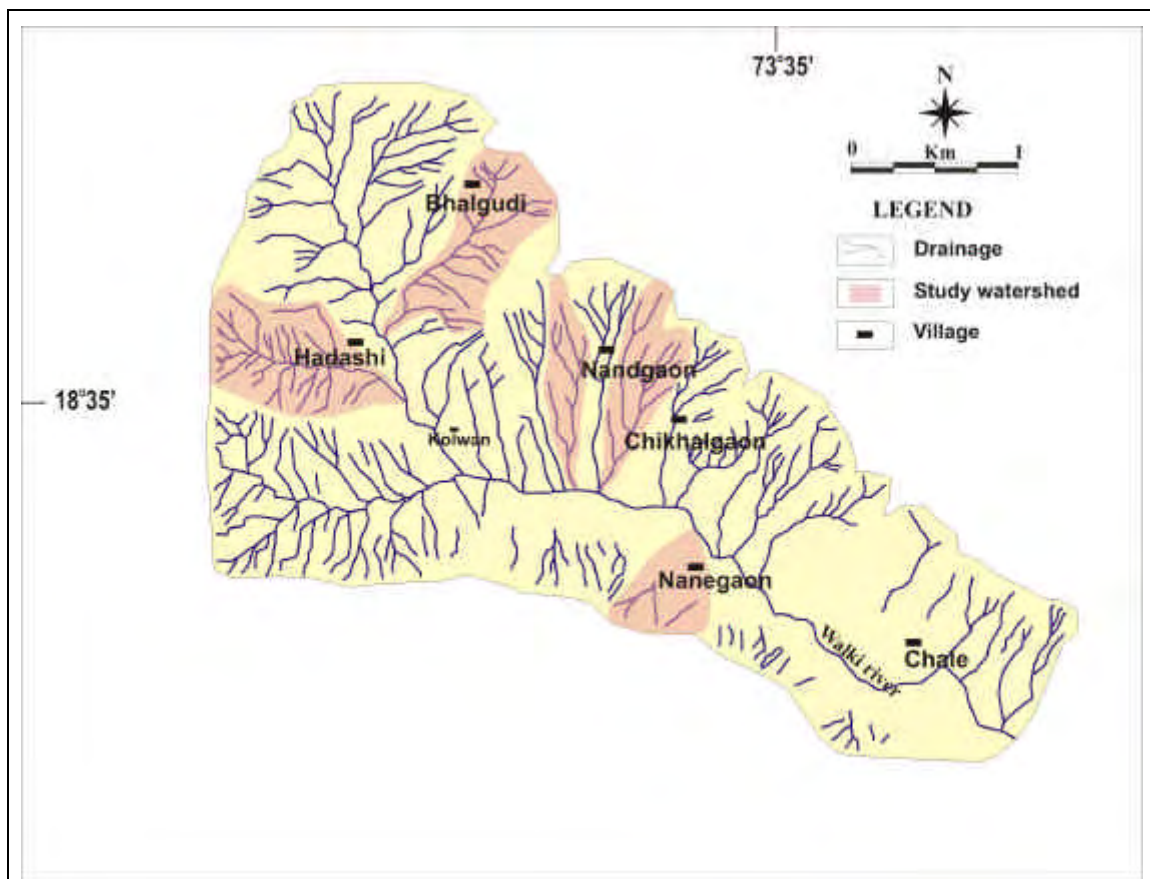 73°35'
N
0 Km 1
LEGEND
Drainage
Study watershed
Village
Bhalgudi
Hadashi
Nandgaon
18°35'
Kolwan
Chikhalgaon
Nanegaon
Walki river
Chale